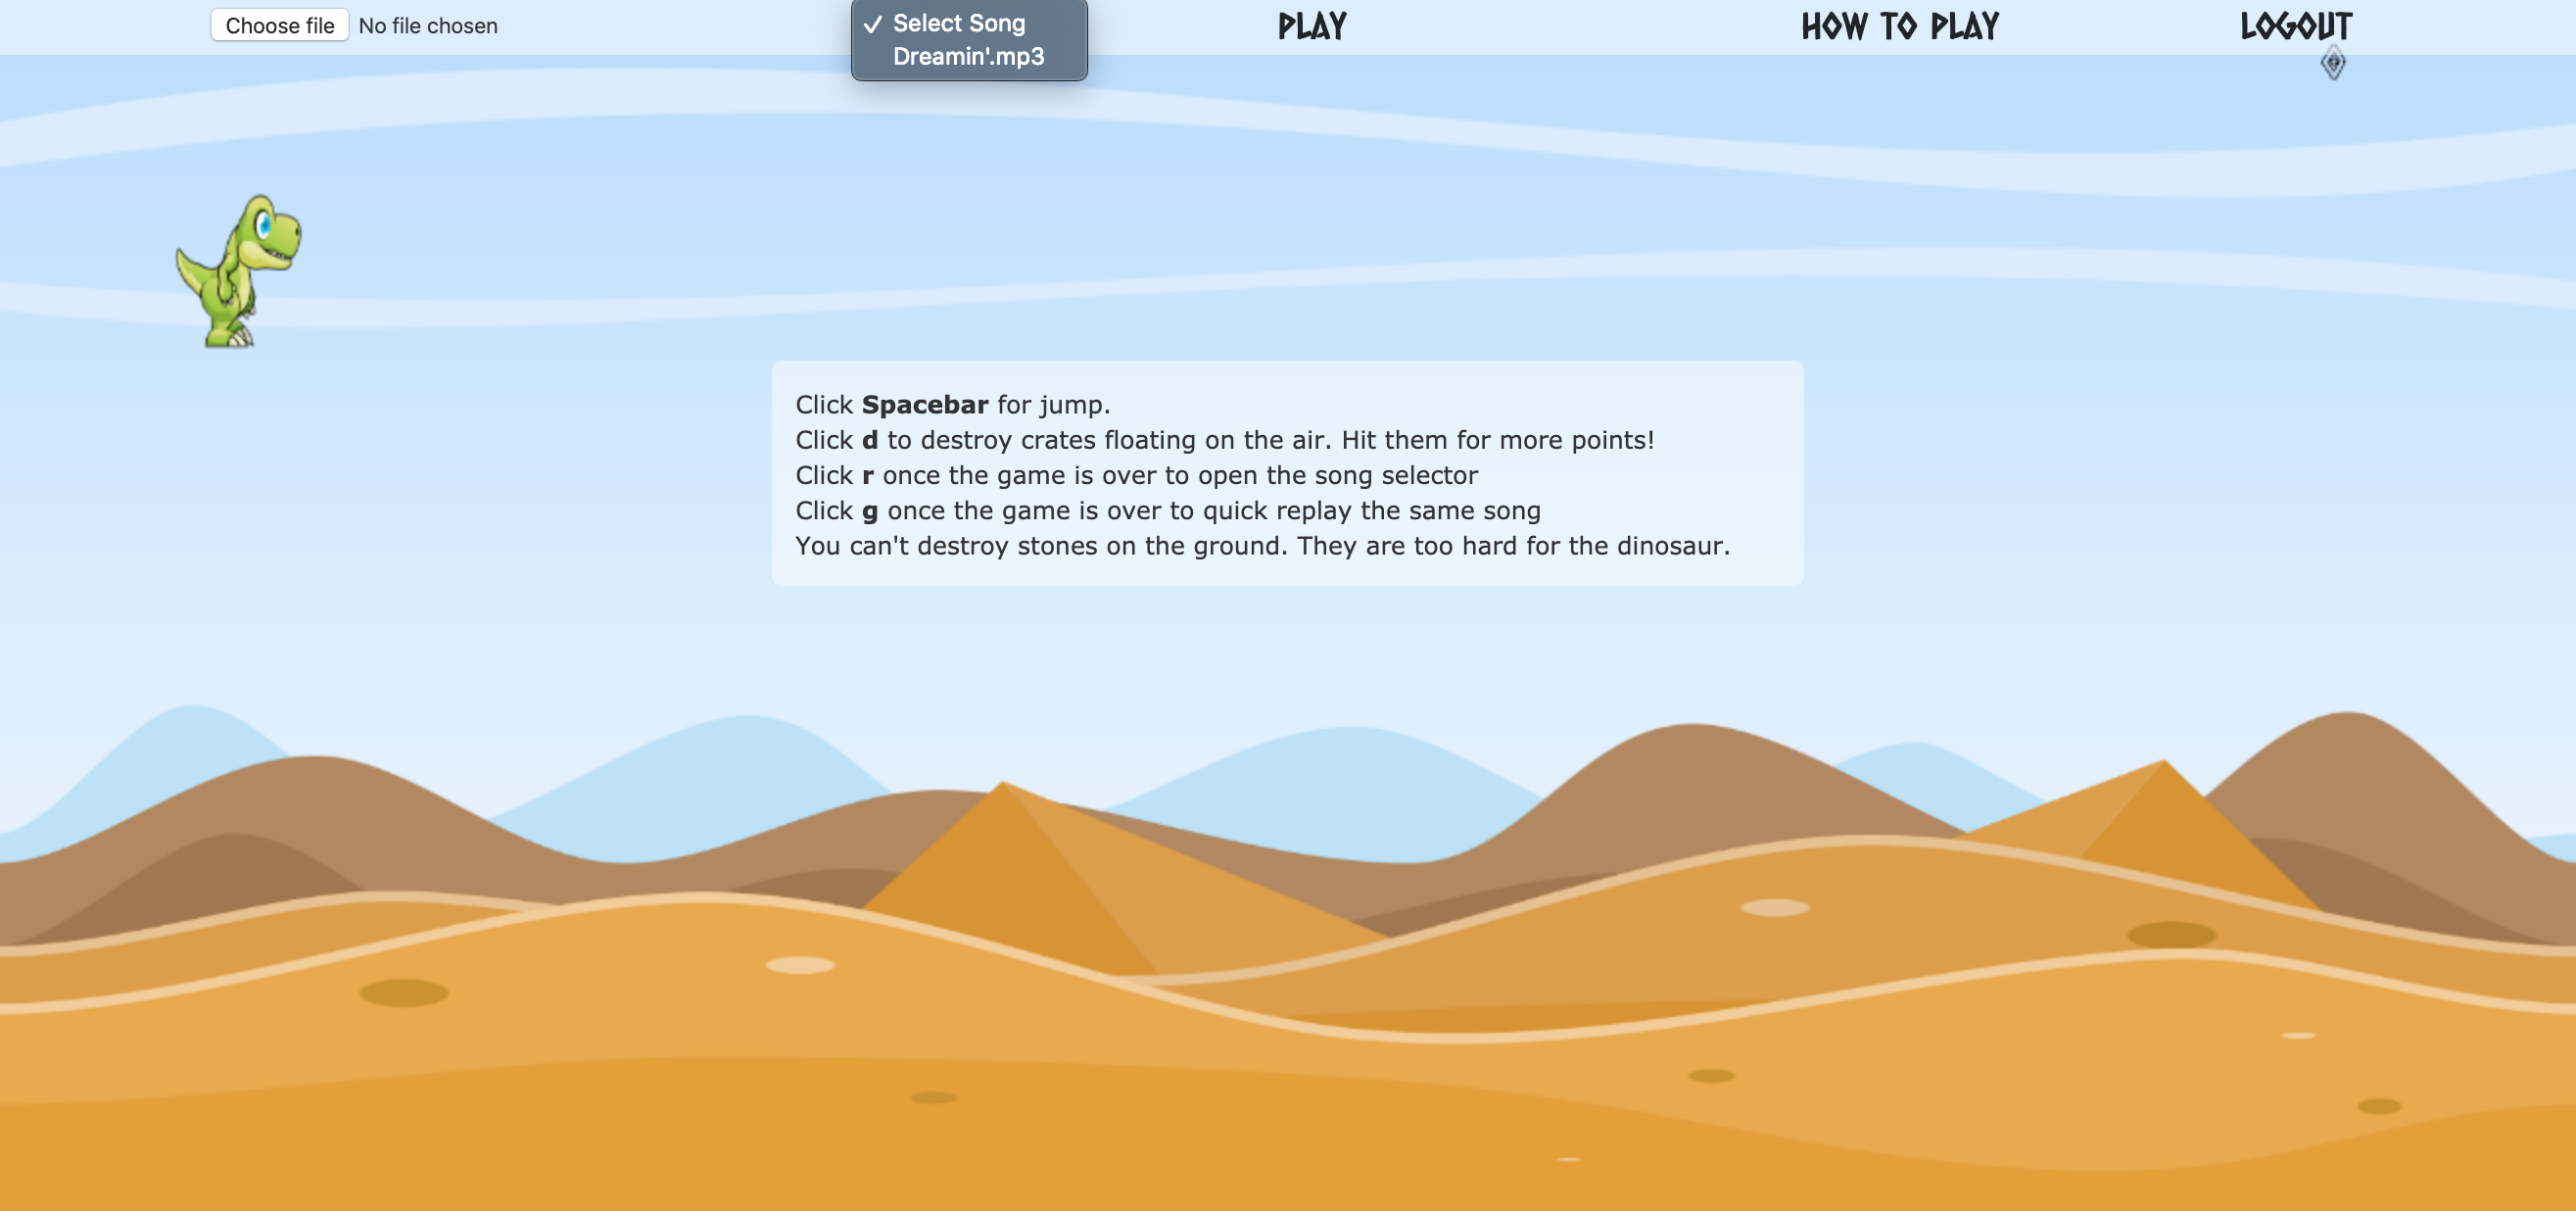 Choose file No file chosen
✓ Select Song
Dreamin'.mp3
PLAY
HOW TO PLAY
LOGOUT
Click Spacebar for jump.
Click d to destroy crates floating on the air. Hit them for more points!
Click r once the game is over to open the song selector
Click g once the game is over to quick replay the same song
You can't destroy stones on the ground. They are too hard for the dinosaur.